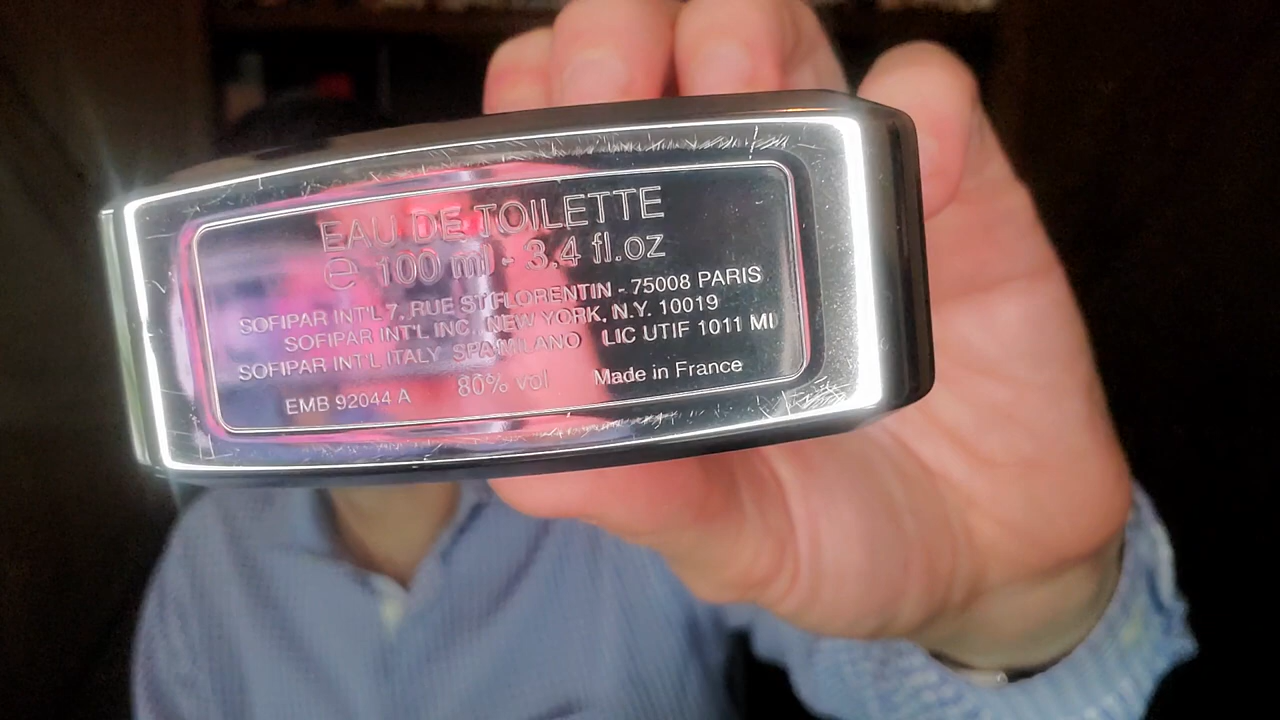 EAU DE TOILETTE
e 100 ml - 3.4 fl.oz
SOFIPAR INT'L 7, RUE ST FLORENTIN - 75008 PARIS
SOFIPAR INT'L INC. NEW YORK, N.Y. 10019
SOFIPAR INT'L ITALY SPA MILANO LIC UTIF 1011 MI
EMB 92044 A 80% vol Made in France